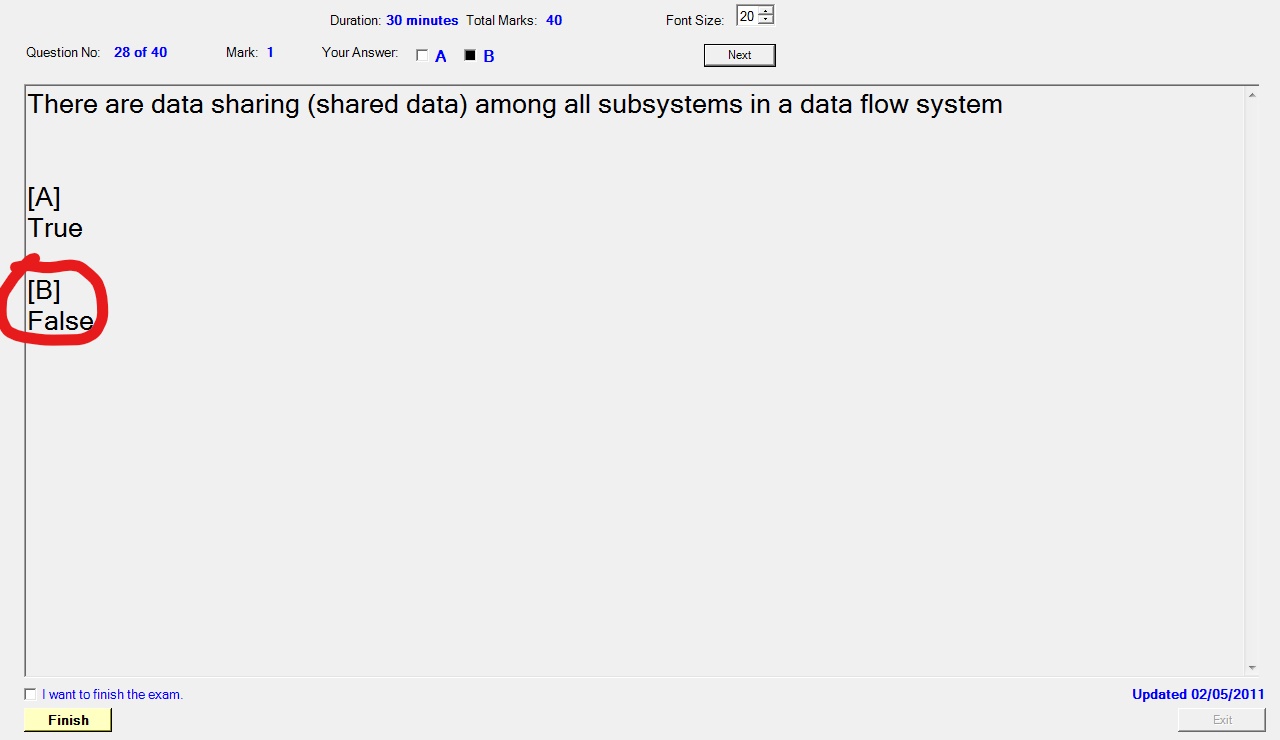 Duration: 30 minutes Total Marks: 40 Font Size: 20
Question No: 28 of 40 Mark: 1 Your Answer: A B Next
There are data sharing (shared data) among all subsystems in a data flow system
[A]
True
[B]
False
I want to finish the exam. Updated 02/05/2011
Finish Exit